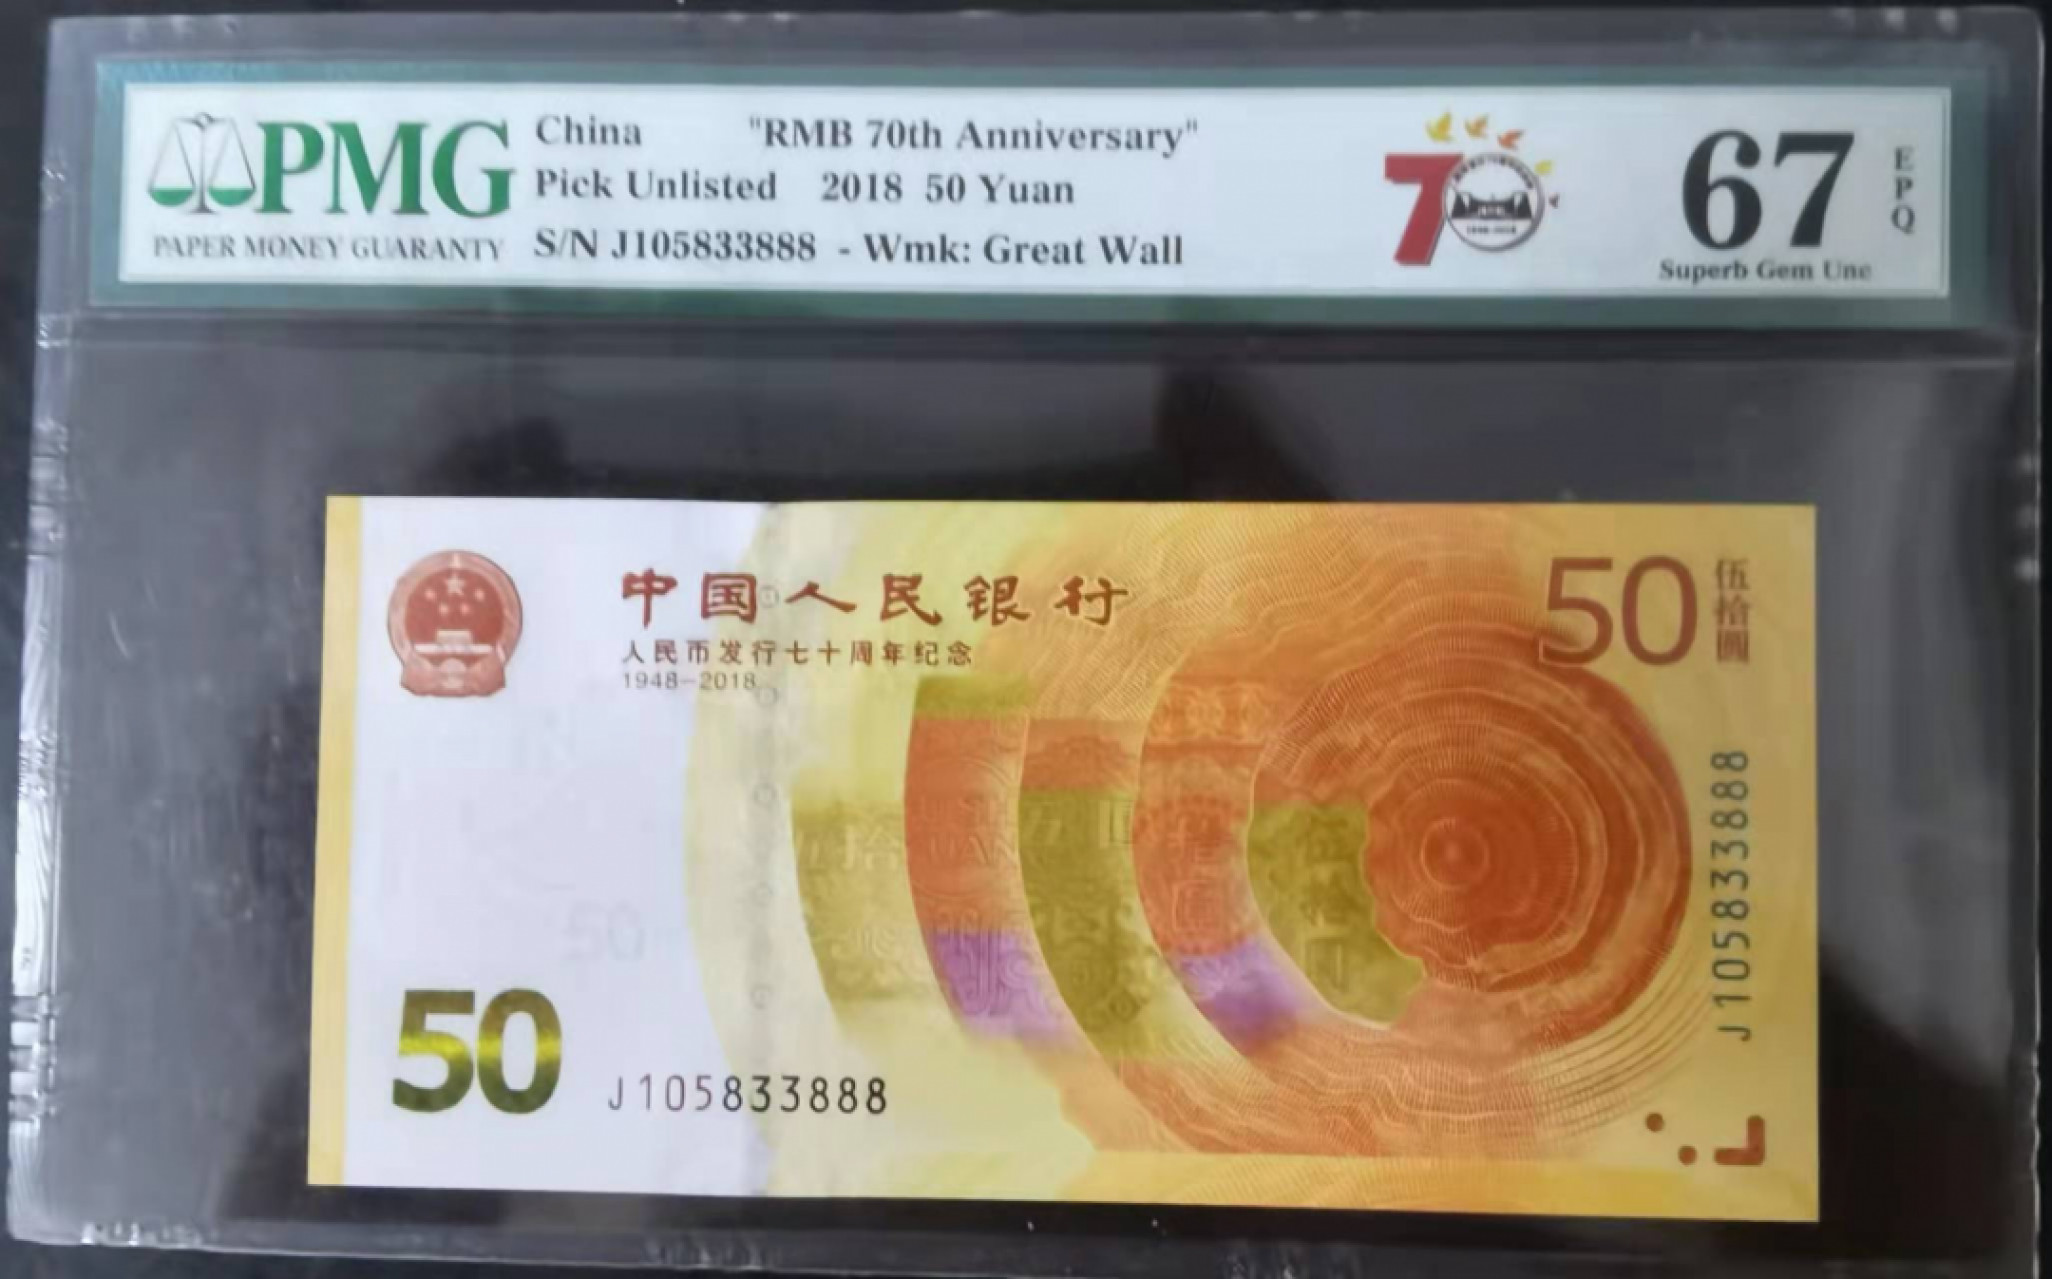 PMG
PAPER MONEY GUARANTY
China "RMB 70th Anniversary"
Pick Unlisted 2018 50 Yuan
S/N J105833888 - Wmk: Great Wall
70
67
EPQ
Superb Gem Unc
中国人民银行
人民币发行七十周年纪念
1948-2018
50
伍拾圆
J105833888
50
50
J105833888